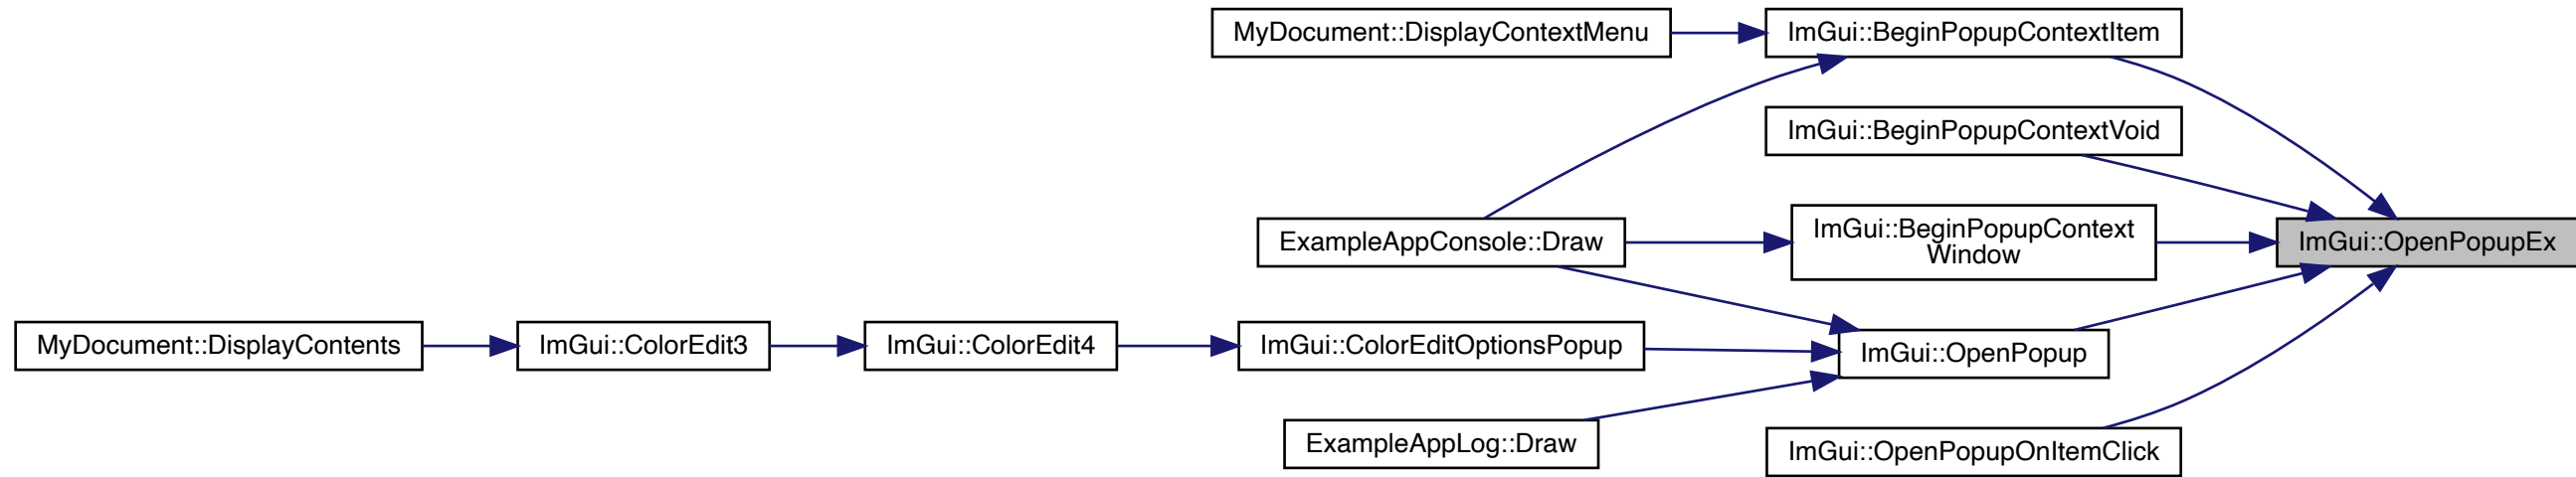 MyDocument::DisplayContextMenu
ImGui::BeginPopupContextItem
ImGui::BeginPopupContextVoid
ExampleAppConsole::Draw
ImGui::BeginPopupContext
Window
ImGui::OpenPopupEx
MyDocument::DisplayContents
ImGui::ColorEdit3
ImGui::ColorEdit4
ImGui::ColorEditOptionsPopup
ImGui::OpenPopup
ExampleAppLog::Draw
ImGui::OpenPopupOnItemClick